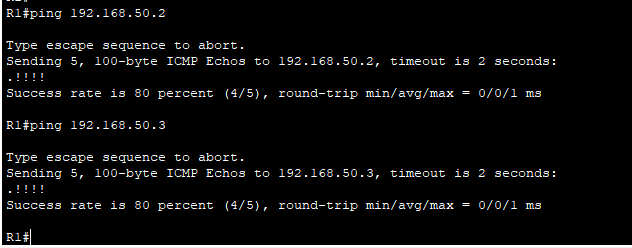 R1#ping 192.168.50.2
Type escape sequence to abort.
Sending 5, 100-byte ICMP Echos to 192.168.50.2, timeout is 2 seconds:
.!!!!
Success rate is 80 percent (4/5), round-trip min/avg/max = 0/0/1 ms
R1#ping 192.168.50.3
Type escape sequence to abort.
Sending 5, 100-byte ICMP Echos to 192.168.50.3, timeout is 2 seconds:
.!!!!
Success rate is 80 percent (4/5), round-trip min/avg/max = 0/0/1 ms
R1#